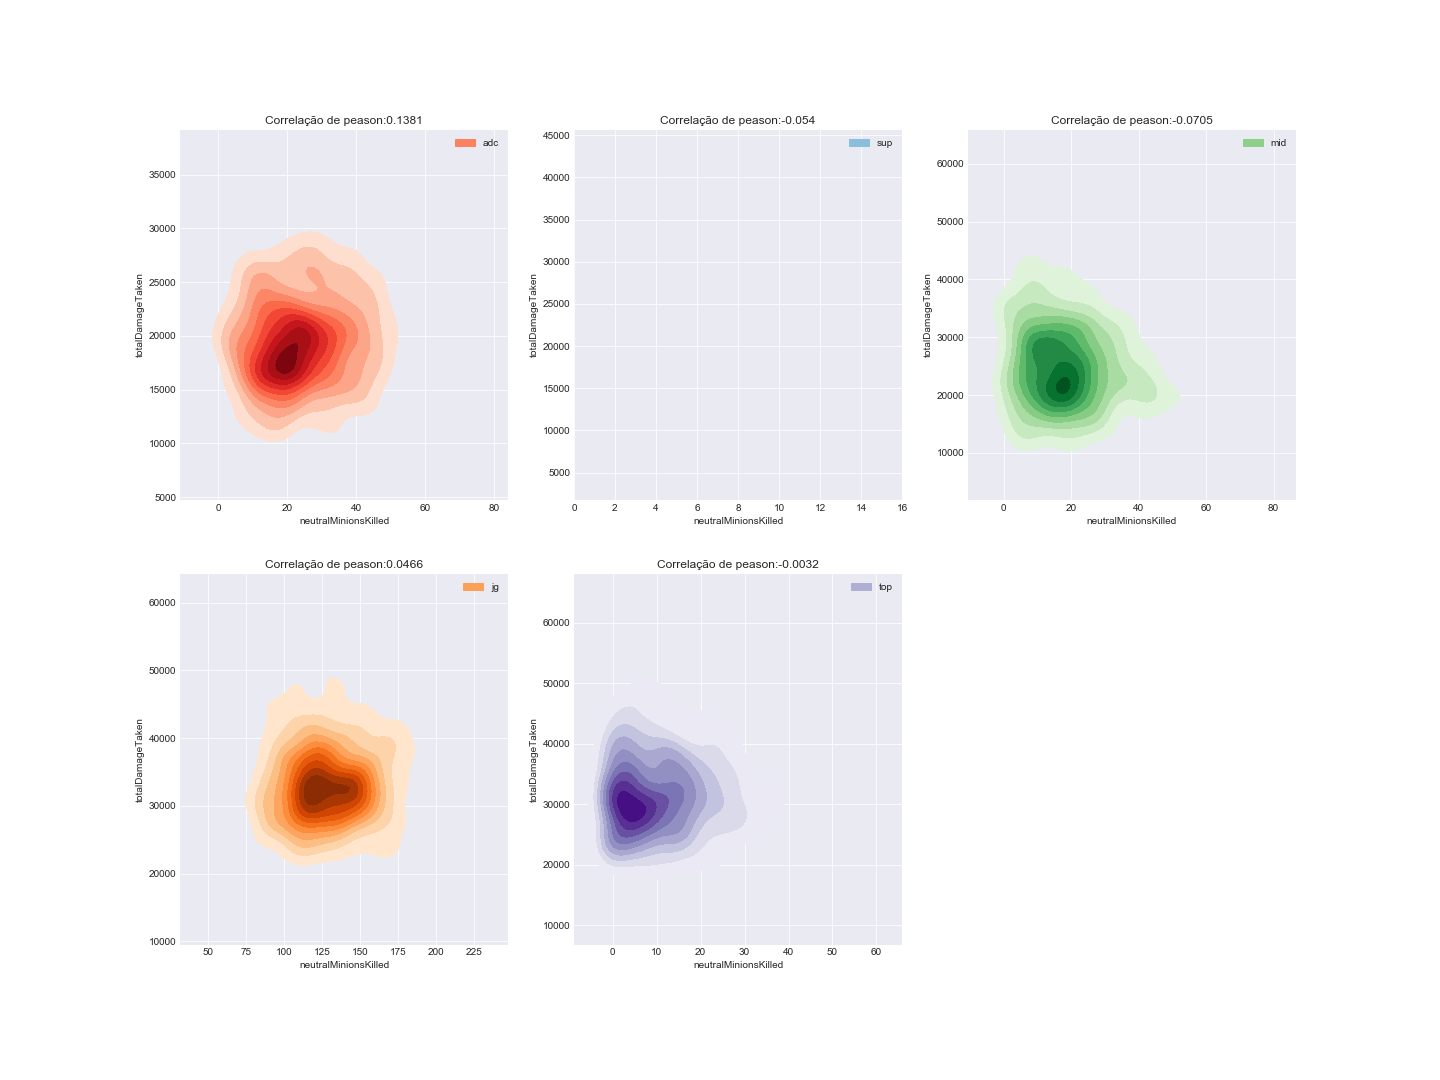 Correlação de peason:0.1381
adc
35000
30000
25000
20000
15000
10000
5000
totalDamageTaken
0 20 40 60 80
neutralMinionsKilled
Correlação de peason:-0.054
sup
45000
40000
35000
30000
25000
20000
15000
10000
5000
totalDamageTaken
0 2 4 6 8 10 12 14 16
neutralMinionsKilled
Correlação de peason:-0.0705
mid
60000
50000
40000
30000
20000
10000
totalDamageTaken
0 20 40 60 80
neutralMinionsKilled
Correlação de peason:0.0466
jg
60000
50000
40000
30000
20000
10000
totalDamageTaken
50 75 100 125 150 175 200 225
neutralMinionsKilled
Correlação de peason:-0.0032
top
60000
50000
40000
30000
20000
10000
totalDamageTaken
0 10 20 30 40 50 60
neutralMinionsKilled